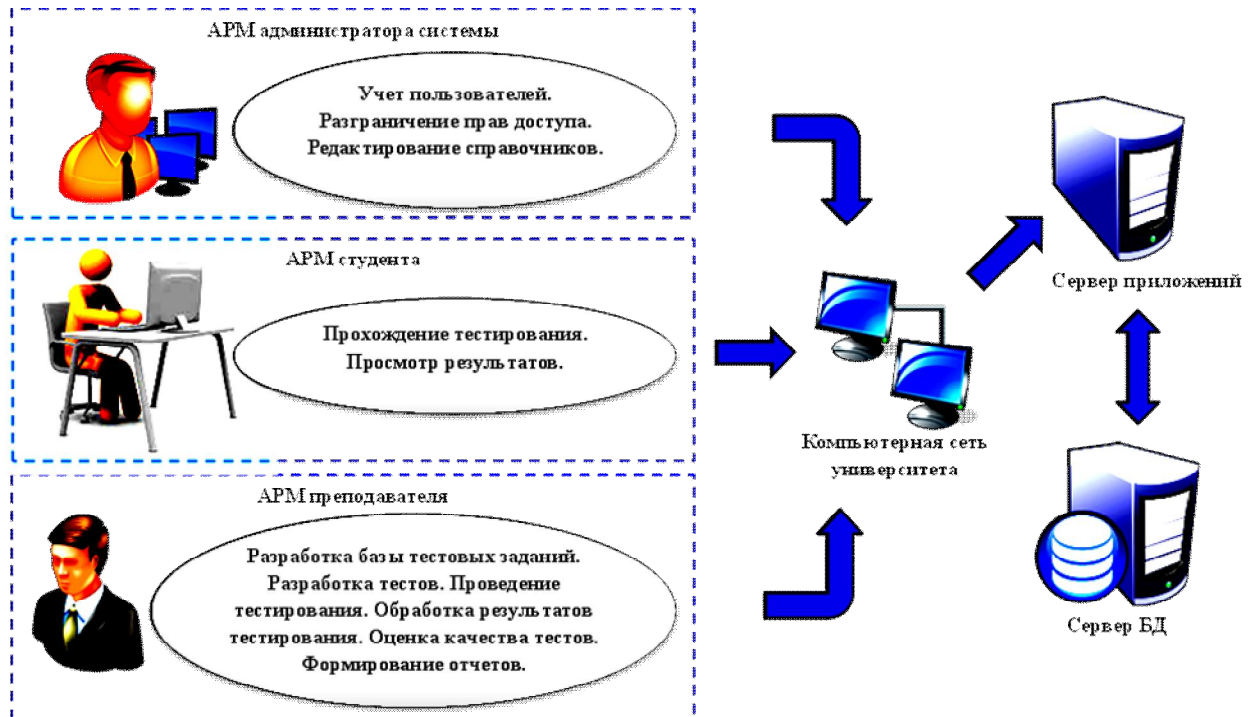 АРМ администратора системы
Учет пользователей.
Разграничение прав доступа.
Редактирование справочников.
АРМ студента
Прохождение тестирования.
Просмотр результатов.
АРМ преподавателя
Разработка базы тестовых заданий.
Разработка тестов. Проведение
тестирования. Обработка результатов
тестирования. Оценка качества тестов.
Формирование отчетов.
Компьютерная сеть
университета
Сервер приложений
Сервер БД